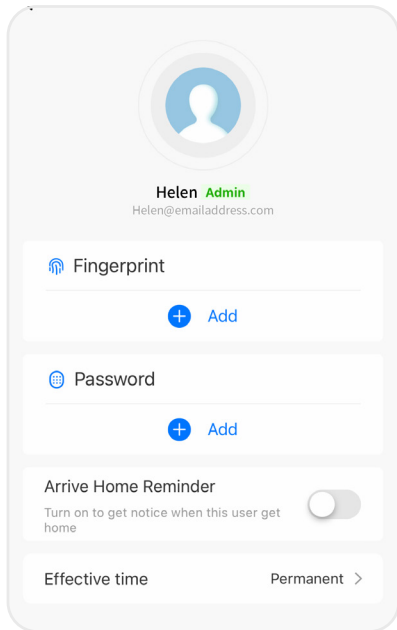 Helen Admin
Helen@emailaddress.com
Fingerprint
Add
Password
Add
Arrive Home Reminder
Turn on to get notice when this user get
home
Effective time Permanent